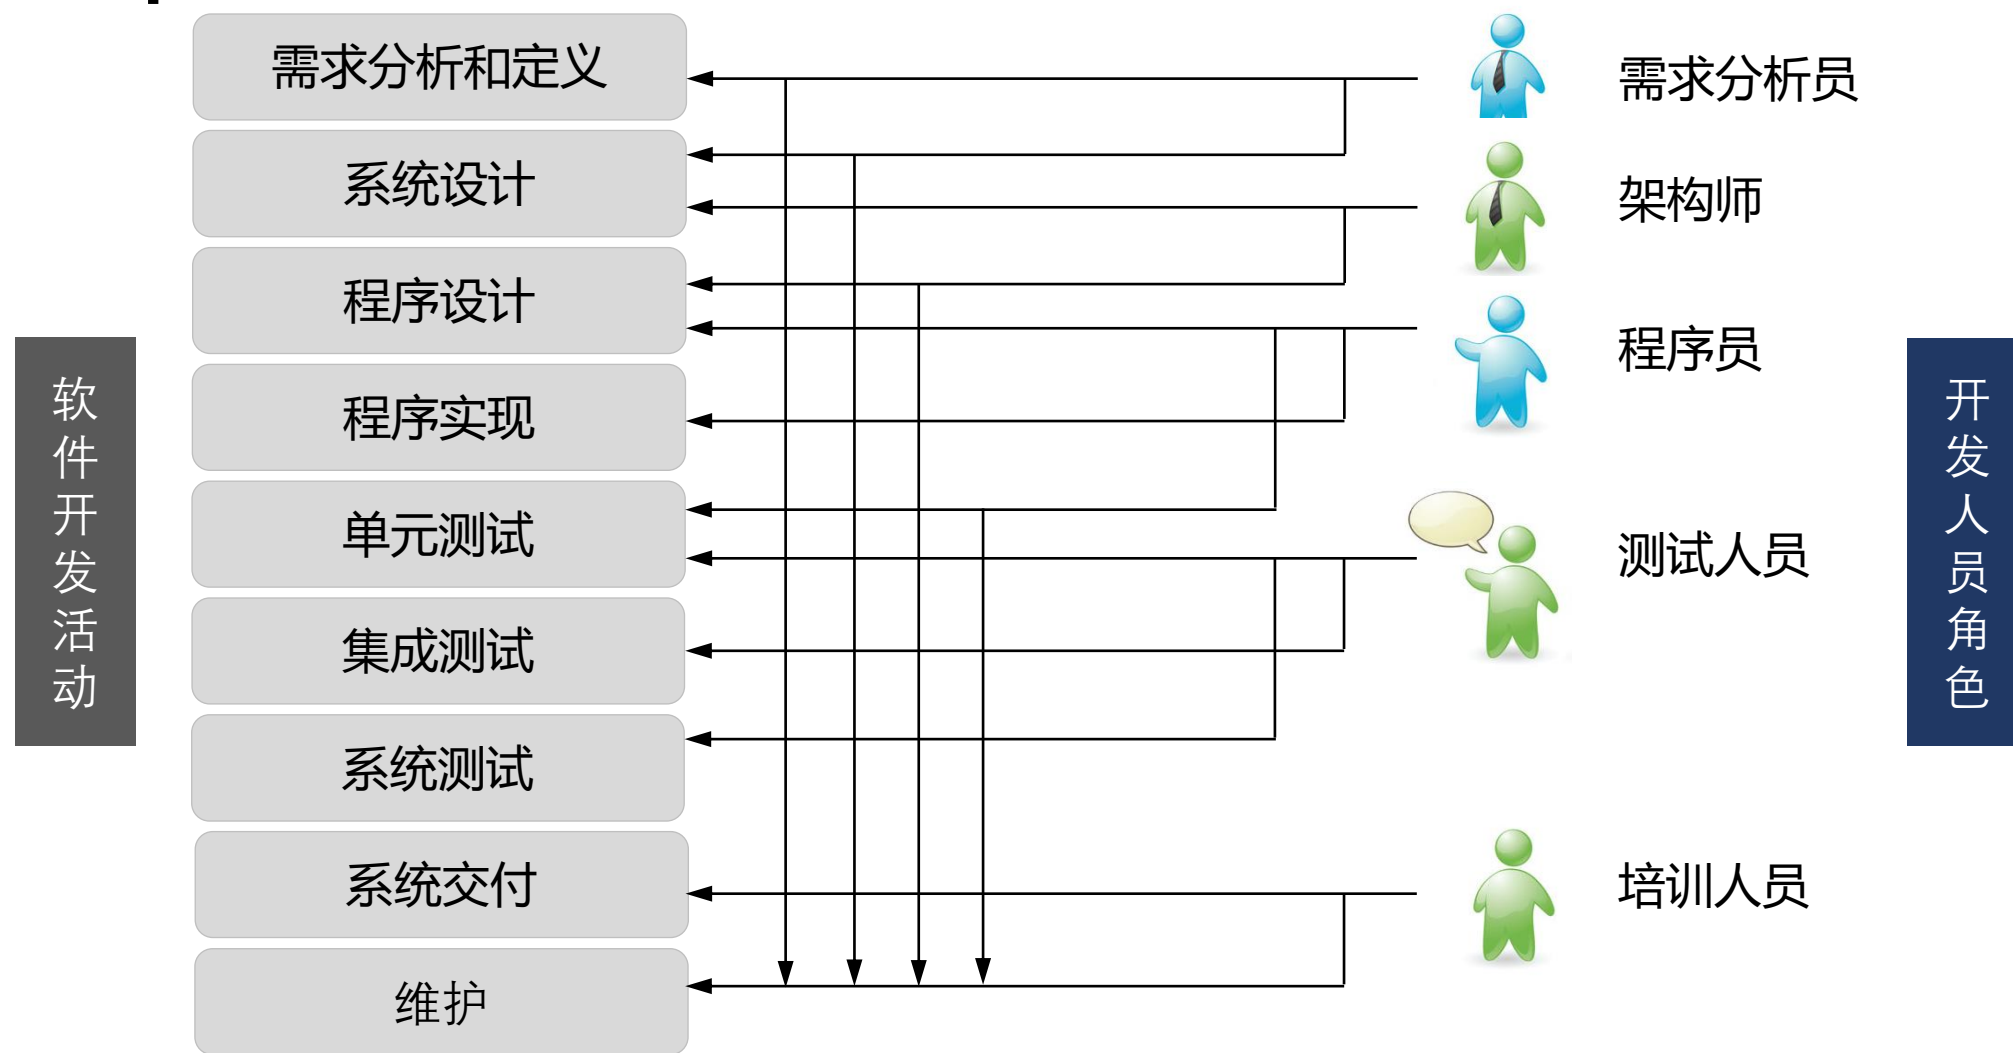 需求分析和定义
系统设计
程序设计
程序实现
单元测试
集成测试
系统测试
系统交付
维护
软件开发活动
需求分析员
架构师
程序员
测试人员
培训人员
开发人员角色